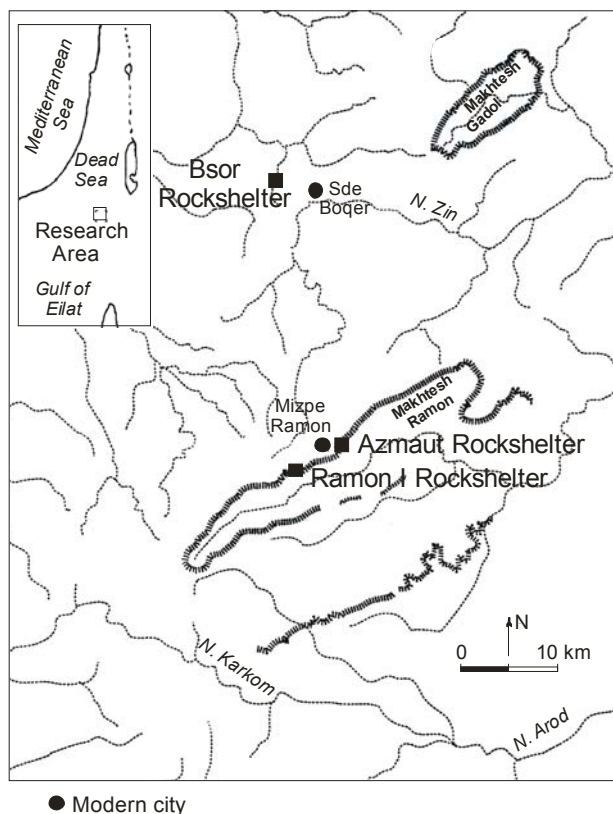 Mediterranean
Sea
Dead
Sea
Research
Area
Gulf of
Eilat
Makhtesh
Gadol
Bsor
Rockshelter
Sde
Boqer
N. Zin
Mizpe
Ramon
Makhtesh
Ramon
Azmaut Rockshelter
Ramon I Rockshelter
N. Karkom
N
0 10 km
N. Arod
Modern city